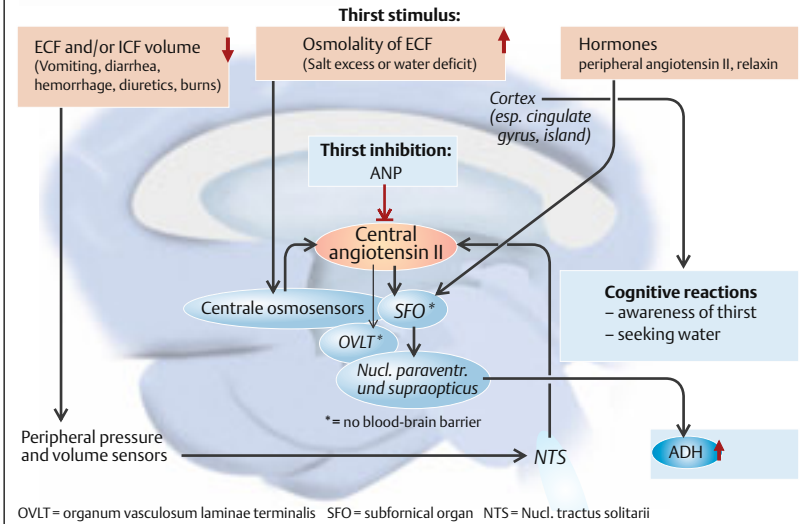 Thirst stimulus:
ECF and/or ICF volume
(Vomiting, diarrhea,
hemorrhage, diuretics, burns)
Osmolality of ECF
(Salt excess or water deficit)
Hormones
peripheral angiotensin II, relaxin
Cortex
(esp. cingulate
gyrus, island)
Thirst inhibition:
ANP
Central
angiotensin II
Centrale osmosensors
SFO*
OVLT*
Nucl. paraventr.
und supraopticus
* = no blood-brain barrier
Cognitive reactions
– awareness of thirst
– seeking water
Peripheral pressure
and volume sensors
NTS
ADH
OVLT = organum vasculosum laminae terminalis SFO = subfornical organ NTS = Nucl. tractus solitarii